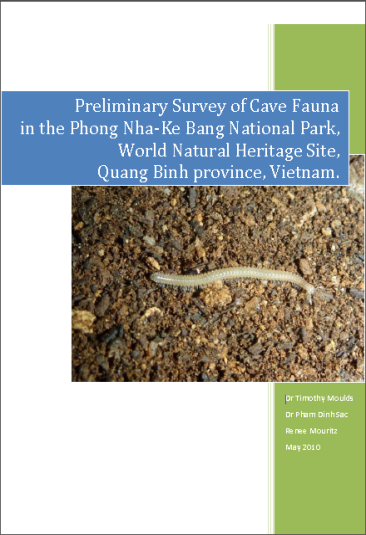 Preliminary Survey of Cave Fauna
in the Phong Nha-Ke Bang National Park,
World Natural Heritage Site,
Quang Binh province, Vietnam.
Dr Timothy Moulds
Dr Pham Dinh Sac
Renee Mouritz
May 2010